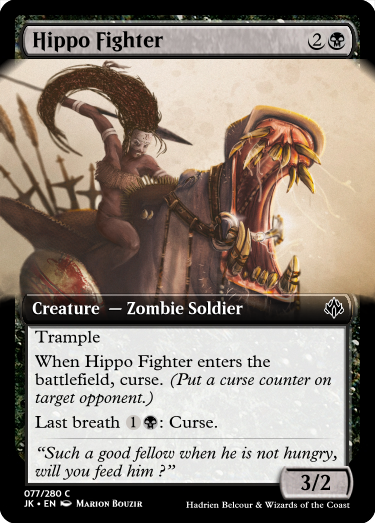 Hippo Fighter 2
Creature — Zombie Soldier
Trample
When Hippo Fighter enters the
battlefield, curse. (Put a curse counter on
target opponent.)
Last breath 1 : Curse.
“Such a good fellow when he is not hungry,
will you feed him ?”
3/2
077/280 C
JK • EN Marion Bouzir
Hadrien Belcour & Wizards of the Coast